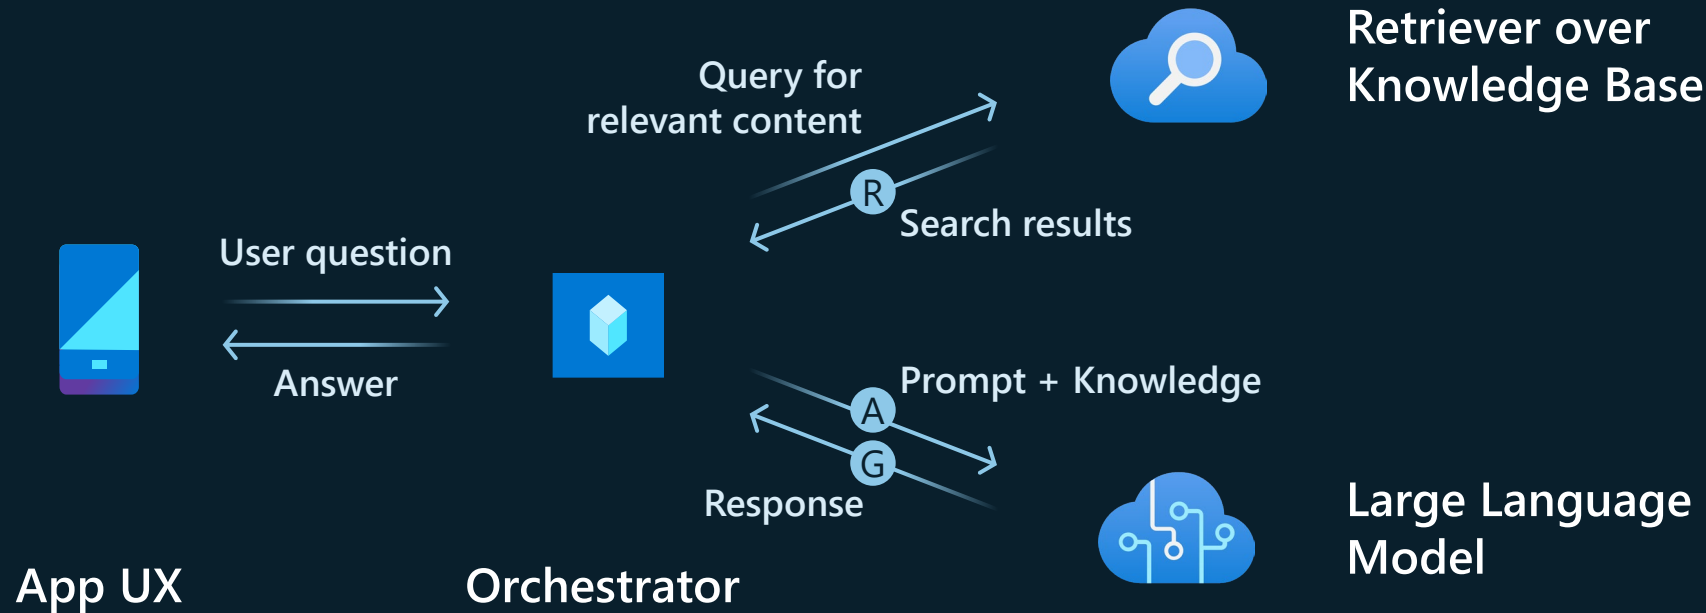 Retriever over
Knowledge Base
Query for
relevant content
R
Search results
User question
Answer
Prompt + Knowledge
A
G
Response
Large Language
Model
App UX
Orchestrator